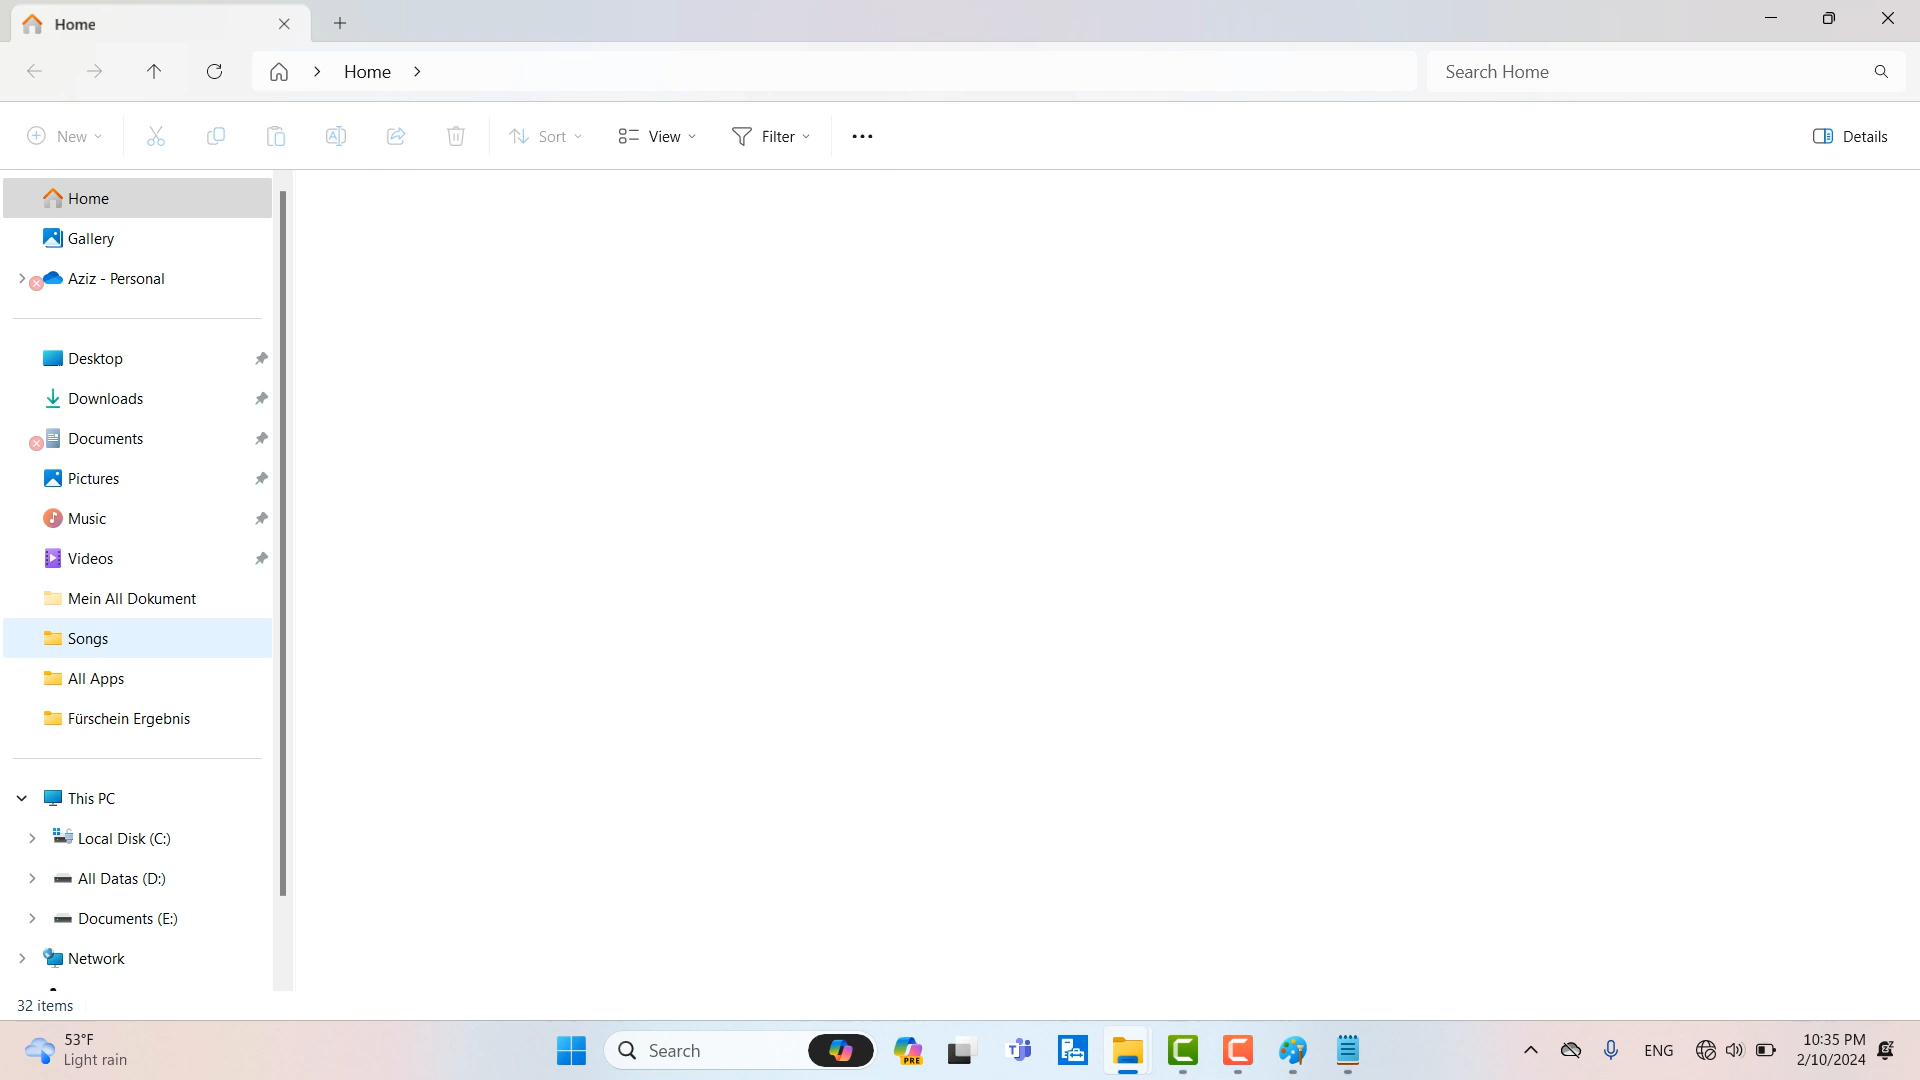 Home
Home
Search Home
New
Sort
View
Filter
Details
Home
Gallery
Aziz - Personal
Desktop
Downloads
Documents
Pictures
Music
Videos
Mein All Dokument
Songs
All Apps
Fürschein Ergebnis
This PC
Local Disk (C:)
All Datas (D:)
Documents (E:)
Network
32 items
53°F
Light rain
Search
PRE
ENG
10:35 PM
2/10/2024